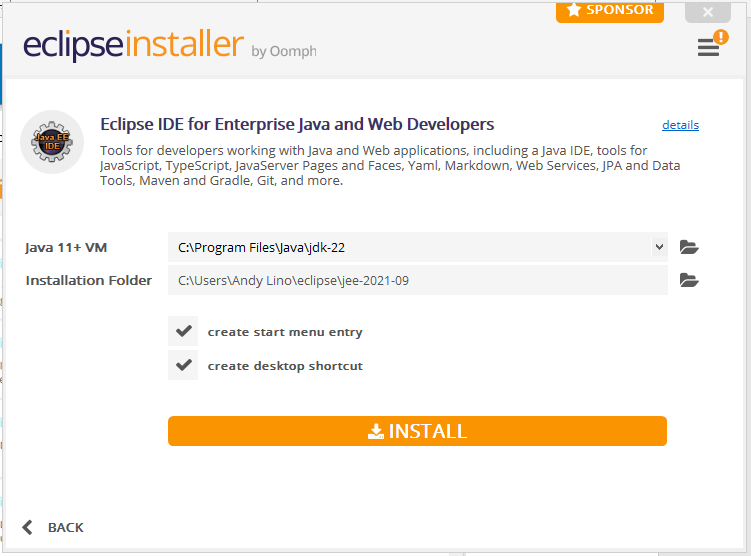 SPONSOR
eclipseinstaller by Oomph
!
Java EE
IDE
Eclipse IDE for Enterprise Java and Web Developers
details
Tools for developers working with Java and Web applications, including a Java IDE, tools for
JavaScript, TypeScript, JavaServer Pages and Faces, Yaml, Markdown, Web Services, JPA and Data
Tools, Maven and Gradle, Git, and more.
Java 11+ VM C:\Program Files\Java\jdk-22
Installation Folder C:\Users\Andy Lino\eclipse\jee-2021-09
create start menu entry
create desktop shortcut
INSTALL
BACK